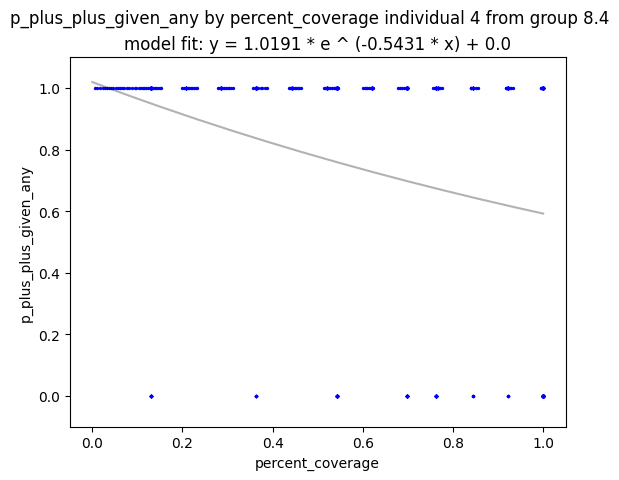 p_plus_plus_given_any by percent_coverage individual 4 from group 8.4
model fit: y = 1.0191 * e ^ (-0.5431 * x) + 0.0
1.0
0.8
0.6
0.4
0.2
0.0
p_plus_plus_given_any
0.0 0.2 0.4 0.6 0.8 1.0
percent_coverage